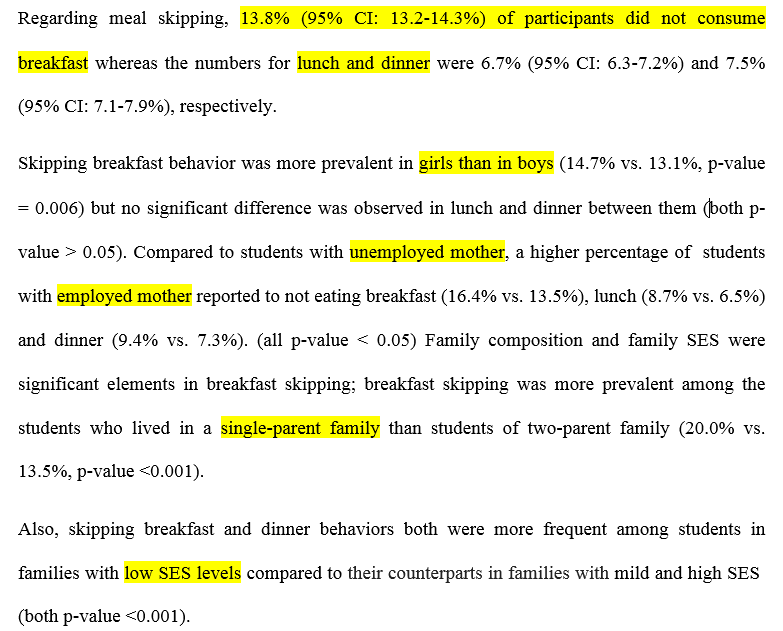 Regarding meal skipping, 13.8% (95% CI: 13.2-14.3%) of participants did not consume
breakfast whereas the numbers for lunch and dinner were 6.7% (95% CI: 6.3-7.2%) and 7.5%
(95% CI: 7.1-7.9%), respectively.
Skipping breakfast behavior was more prevalent in girls than in boys (14.7% vs. 13.1%, p-value
= 0.006) but no significant difference was observed in lunch and dinner between them (both p-
value > 0.05). Compared to students with unemployed mother, a higher percentage of students
with employed mother reported to not eating breakfast (16.4% vs. 13.5%), lunch (8.7% vs. 6.5%)
and dinner (9.4% vs. 7.3%). (all p-value < 0.05) Family composition and family SES were
significant elements in breakfast skipping; breakfast skipping was more prevalent among the
students who lived in a single-parent family than students of two-parent family (20.0% vs.
13.5%, p-value <0.001).
Also, skipping breakfast and dinner behaviors both were more frequent among students in
families with low SES levels compared to their counterparts in families with mild and high SES
(both p-value <0.001).